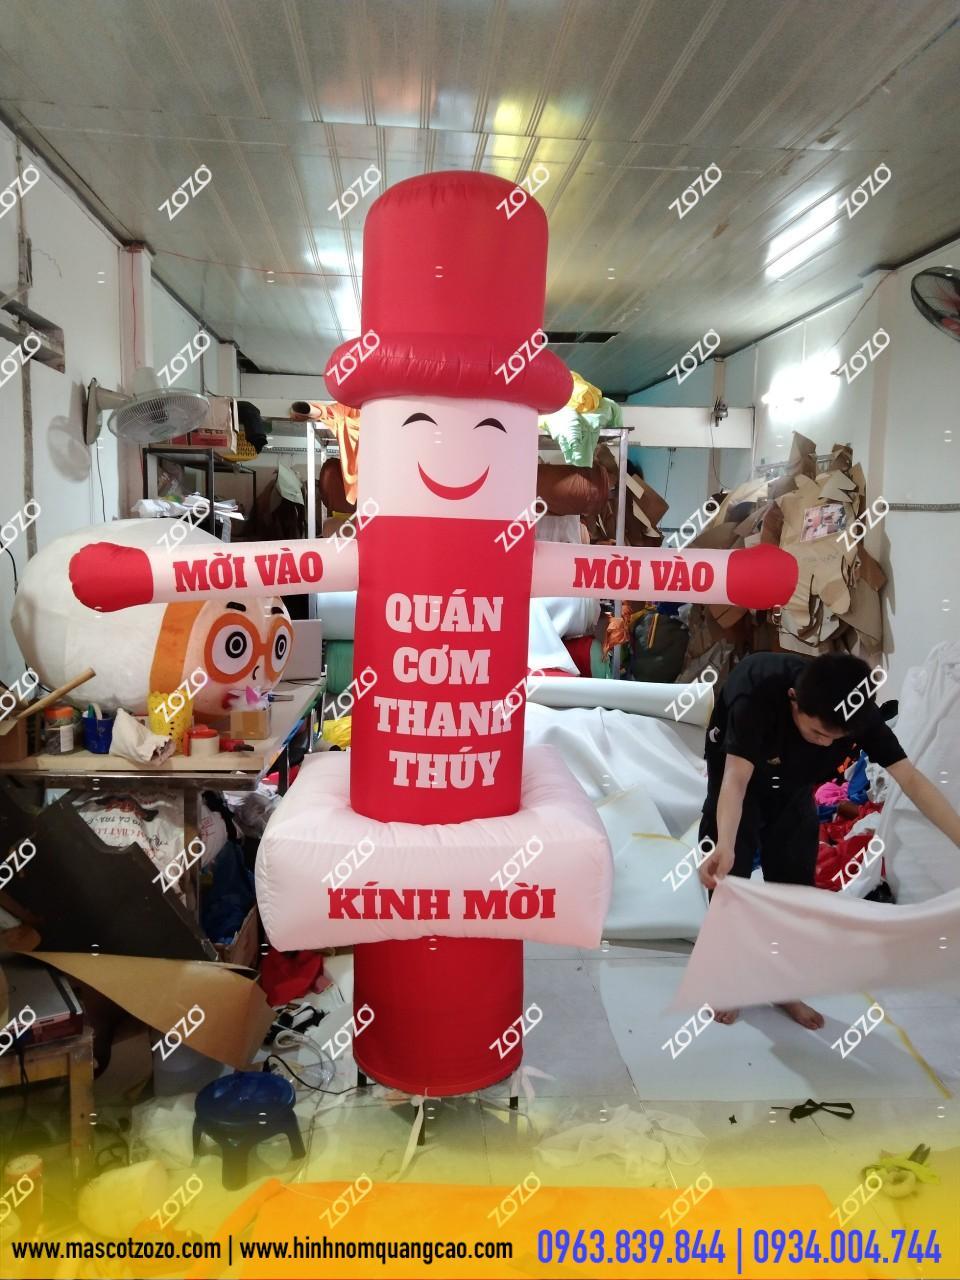 MỜI VÀO
MỜI VÀO
QUÁN
CƠM
THANH
THÚY
KÍNH MỜI
ZOZO
www.mascotzozo.com | www.hinhnomquangcao.com
0963.839.844 | 0934.004.744